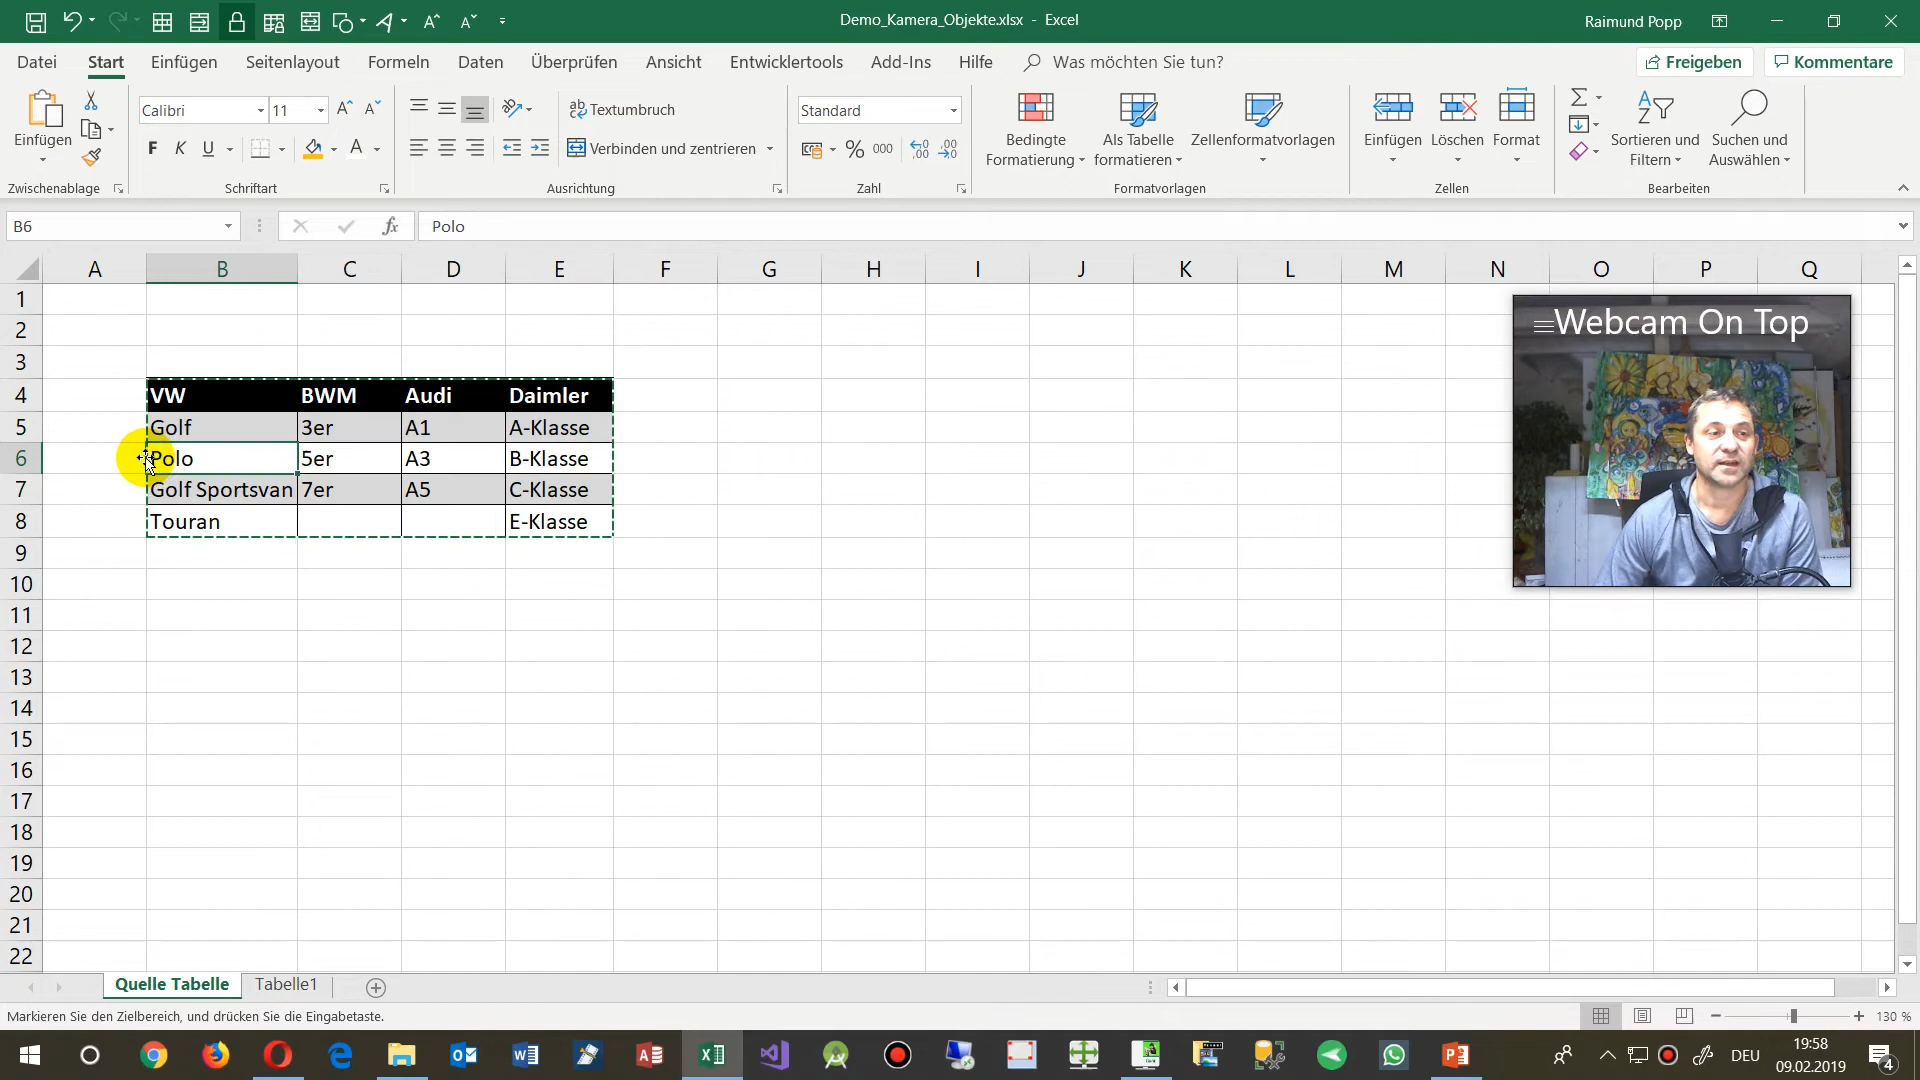 Demo_Kamera_Objekte.xlsx - Excel
Raimund Popp
Datei Start Einfügen Seitenlayout Formeln Daten Überprüfen Ansicht Entwicklertools Add-Ins Hilfe Was möchten Sie tun? Freigeben Kommentare
Einfügen
Zwischenablage
Calibri 11
F K U A
Schriftart
Textumbruch
Verbinden und zentrieren
Ausrichtung
Standard
% 000
Zahl
Bedingte Formatierung
Als Tabelle formatieren
Zellenformatvorlagen
Formatvorlagen
Einfügen Löschen Format
Zellen
Sortieren und Filtern
Suchen und Auswählen
Bearbeiten
B6 fx Polo
A B C D E F G H I J K L M N O P Q
1
2
3
4 VW BWM Audi Daimler
5 Golf 3er A1 A-Klasse
6 Polo 5er A3 B-Klasse
7 Golf Sportsvan 7er A5 C-Klasse
8 Touran E-Klasse
9
10
11
12
13
14
15
16
17
18
19
20
21
22
Webcam On Top
Quelle Tabelle Tabelle1
Markieren Sie den Zielbereich, und drücken Sie die Eingabetaste.
130 %
DEU
19:58
09.02.2019
4